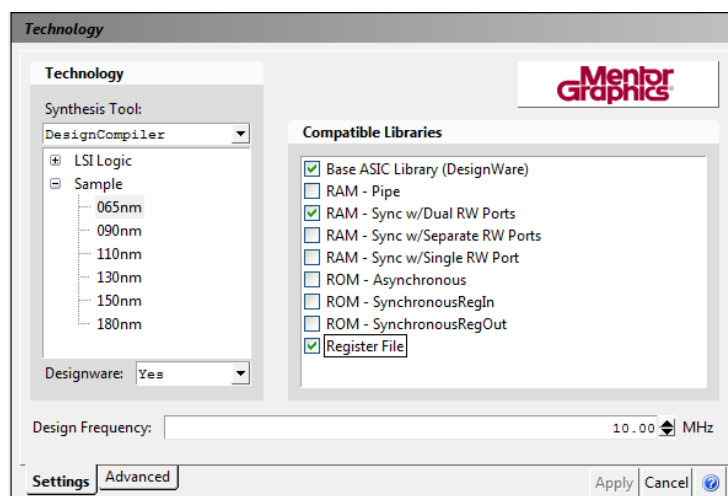 Technology
Technology
Mentor
Graphics
Synthesis Tool:
DesignCompiler
LSI Logic
Sample
065nm
090nm
110nm
130nm
150nm
180nm
Designware: Yes
Compatible Libraries
Base ASIC Library (DesignWare)
RAM - Pipe
RAM - Sync w/Dual RW Ports
RAM - Sync w/Separate RW Ports
RAM - Sync w/Single RW Port
ROM - Asynchronous
ROM - SynchronousRegIn
ROM - SynchronousRegOut
Register File
Design Frequency: 10.00 MHz
Settings Advanced Apply Cancel ?